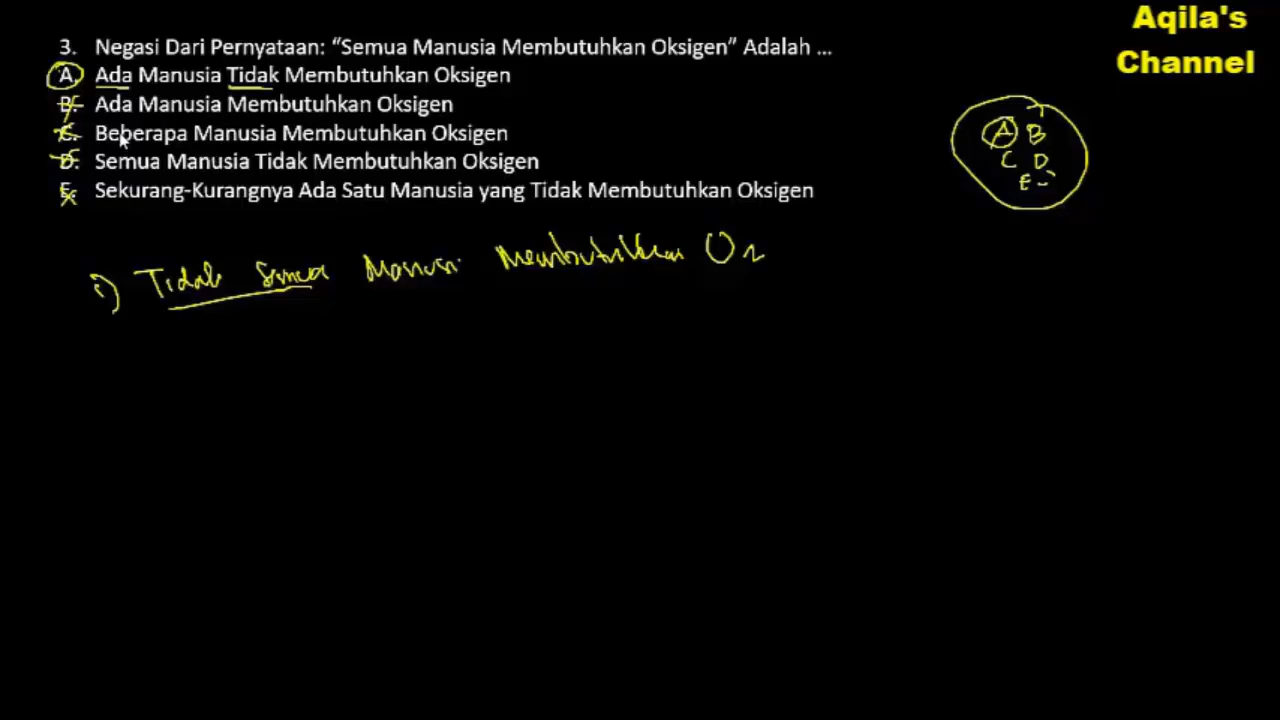 Aqila's
Channel
3. Negasi Dari Pernyataan: “Semua Manusia Membutuhkan Oksigen” Adalah ...
A. Ada Manusia Tidak Membutuhkan Oksigen
B. Ada Manusia Membutuhkan Oksigen
C. Beberapa Manusia Membutuhkan Oksigen
D. Semua Manusia Tidak Membutuhkan Oksigen
E. Sekurang-Kurangnya Ada Satu Manusia yang Tidak Membutuhkan Oksigen
A B
C D
E
Tidak Semua Manusi Membutuhkan O2